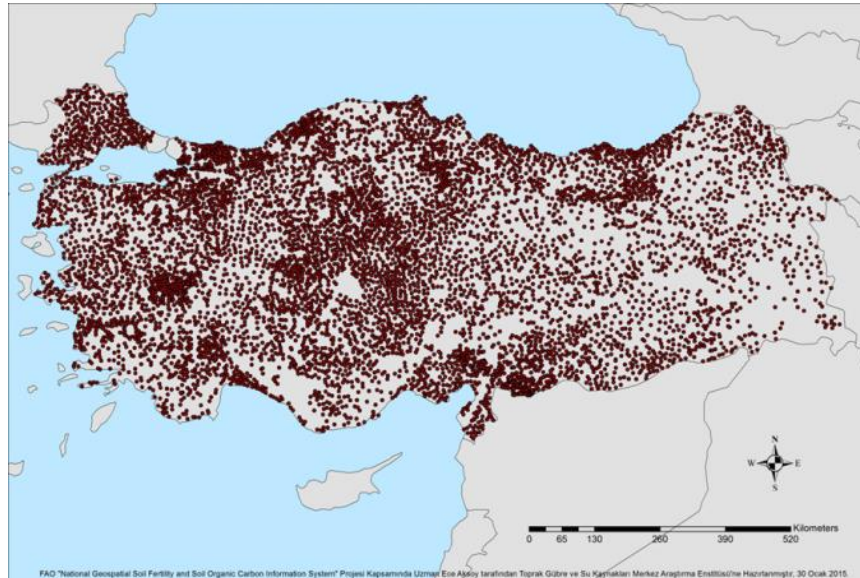 N
W E
S
Kilometers
0 65 130 260 390 520
FAO "National Geospatial Soil Fertility and Soil Organic Carbon Information System" Projesi Kapsamında Uzman Ece Aksoy tarafından Toprak Gübre ve Su Kaynakları Merkez Araştırma Enstitüsü'ne Hazırlanmıştır, 30 Ocak 2015.